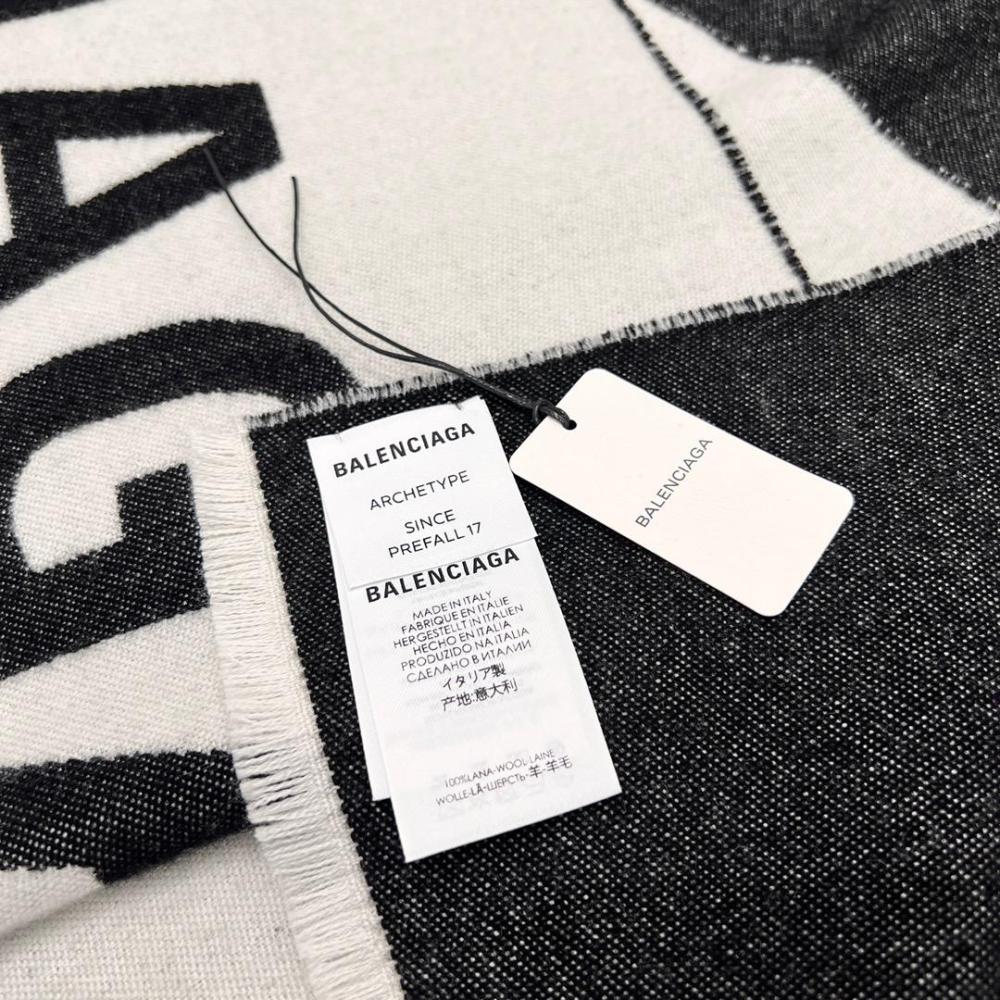 BALENCIAGA
ARCHETYPE
SINCE
PREFALL 17
BALENCIAGA
MADE IN ITALY
FABRIQUE EN ITALIE
HERGESTELLT IN ITALIEN
HECHO EN ITALIA
PRODUZIDO NA ITALIA
СДЕЛАНО В ИТАЛИИ
イタリア製
产地:意大利
100%LANA-WOOL-LAINE
WOLLE-LÃ-ШЕРСТЬ-羊-羊毛
BALENCIAGA